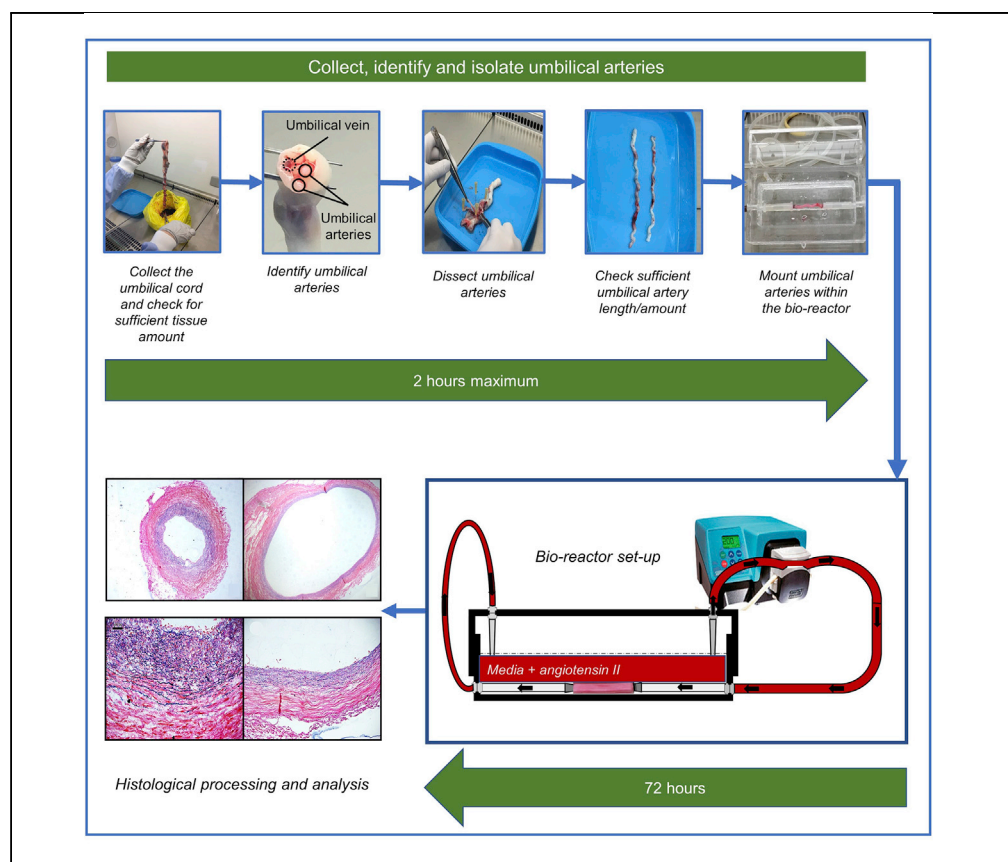 Collect, identify and isolate umbilical arteries
Umbilical vein
Umbilical
arteries
Collect the
umbilical cord
and check for
sufficient tissue
amount
Identify umbilical
arteries
Dissect umbilical
arteries
Check sufficient
umbilical artery
length/amount
Mount umbilical
arteries within
the bio-reactor
2 hours maximum
Bio-reactor set-up
Media + angiotensin II
Histological processing and analysis
72 hours